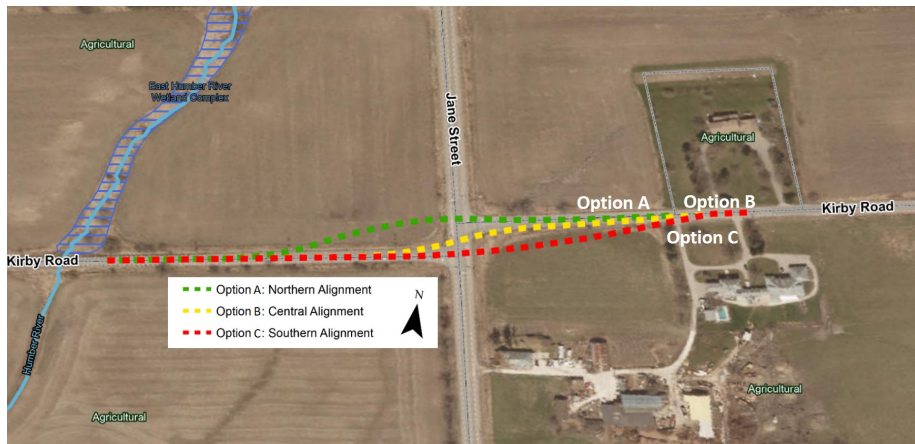 Agricultural
East Humber River
Wetland Complex
Jane Street
Agricultural
Option A
Option B
Kirby Road
Option C
Kirby Road
Option A: Northern Alignment
Option B: Central Alignment
Option C: Southern Alignment
N
Humber River
Agricultural
Agricultural